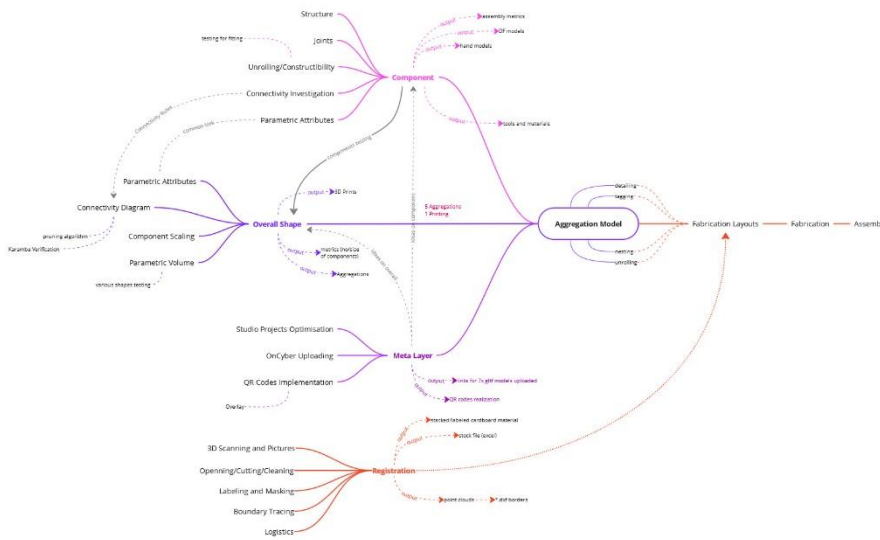 Structure
Joints
testing for fitting
Unrolling/Constructibility
Connectivity Investigation
Parametric Attributes
Component
output
assembly metrics
output
GF models
output
hand models
output
tools and materials
Connectivity Rules
common task
components testing
ideas on component
Parametric Attributes
Connectivity Diagram
pruning algorithm
Karamba Verification
Component Scaling
Parametric Volume
various shapes testing
Overall Shape
output
3D Prints
output
of components)
output
Aggregations
ideas on overall
5 Aggregations
1 Printing
Aggregation Model
detailing
tagging
nesting
unrolling
Fabrication Layouts
Fabrication
Assemb
Studio Projects Optimisation
OnCyber Uploading
QR Codes Implementation
Overlay
Meta Layer
output
links for 7x gltf models uploaded
output
QR codes realization
3D Scanning and Pictures
Openning/Cutting/Cleaning
Labeling and Masking
Boundary Tracing
Logistics
Registration
output
stacked labeled cardboard material
output
stock file (excel)
output
point clouds
*.dxf borders